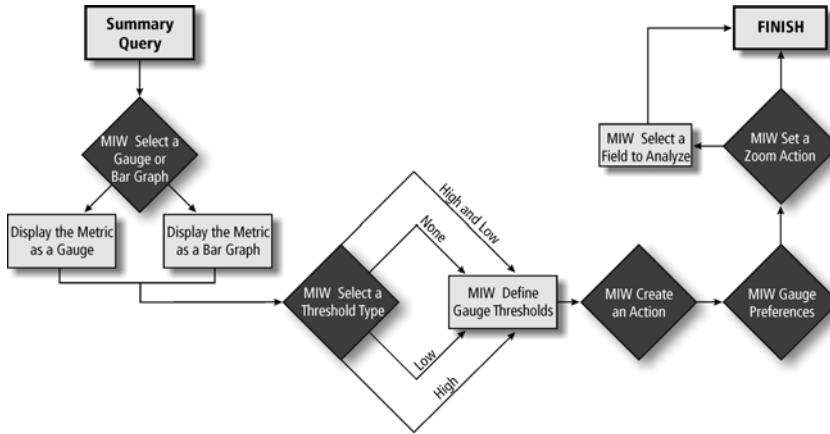 Summary
Query
MIW Select a
Gauge or
Bar Graph
Display the Metric
as a Gauge
Display the Metric
as a Bar Graph
MIW Select a
Threshold Type
High and Low
None
Low
High
MIW Define
Gauge Thresholds
MIW Create
an Action
MIW Gauge
Preferences
MIW Set a
Zoom Action
MIW Select a
Field to Analyze
FINISH